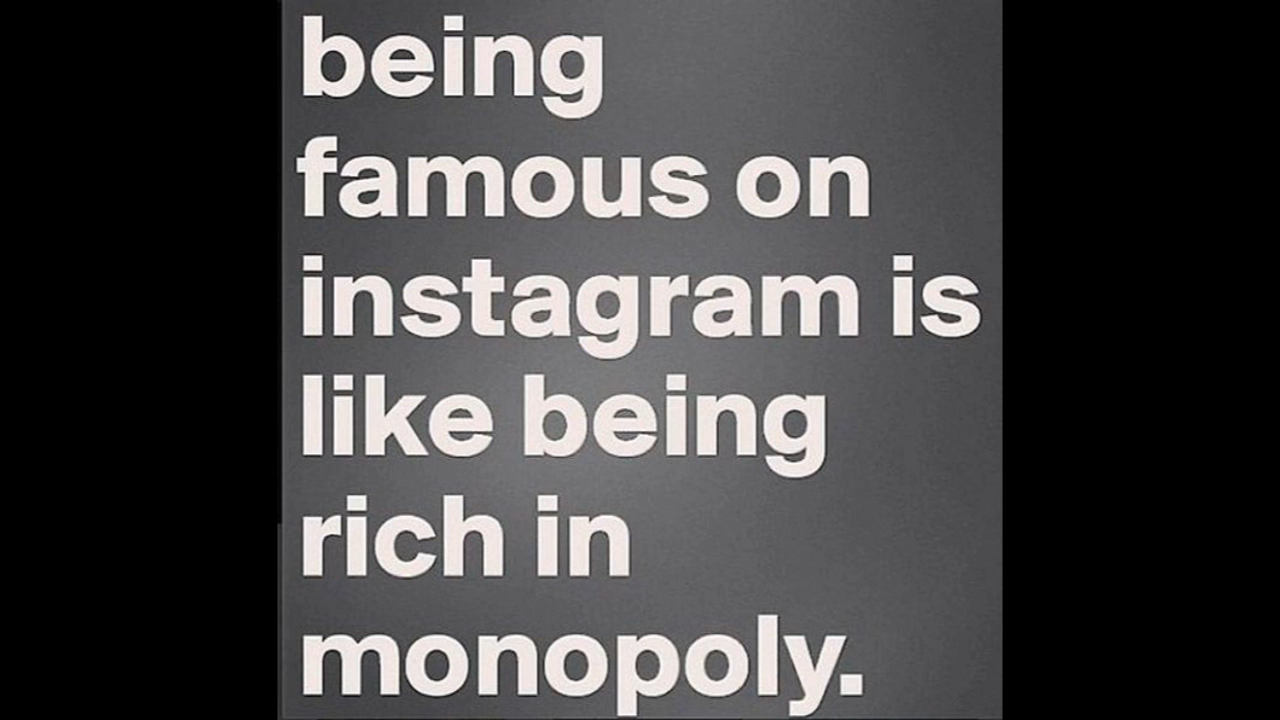 being
famous on
instagram is
like being
rich in
monopoly.